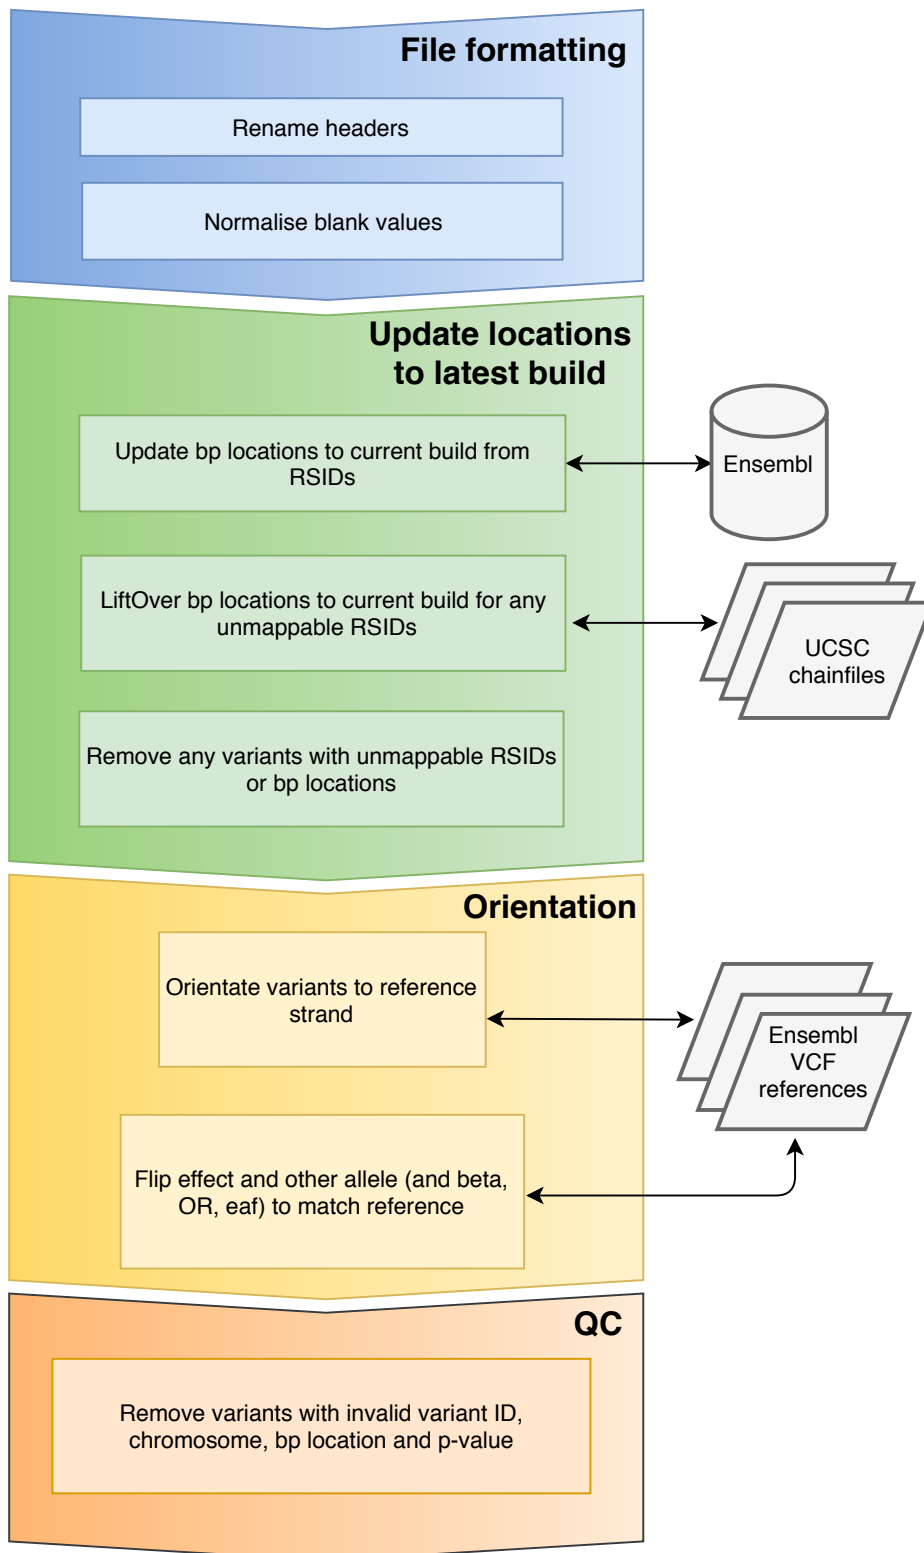 File formatting
Rename headers
Normalise blank values
Update locations
to latest build
Update bp locations to current build from
RSIDs
Ensembl
LiftOver bp locations to current build for any
unmappable RSIDs
UCSC
chainfiles
Remove any variants with unmappable RSIDs
or bp locations
Orientation
Orientate variants to reference
strand
Ensembl
VCF
references
Flip effect and other allele (and beta,
OR, eaf) to match reference
QC
Remove variants with invalid variant ID,
chromosome, bp location and p-value